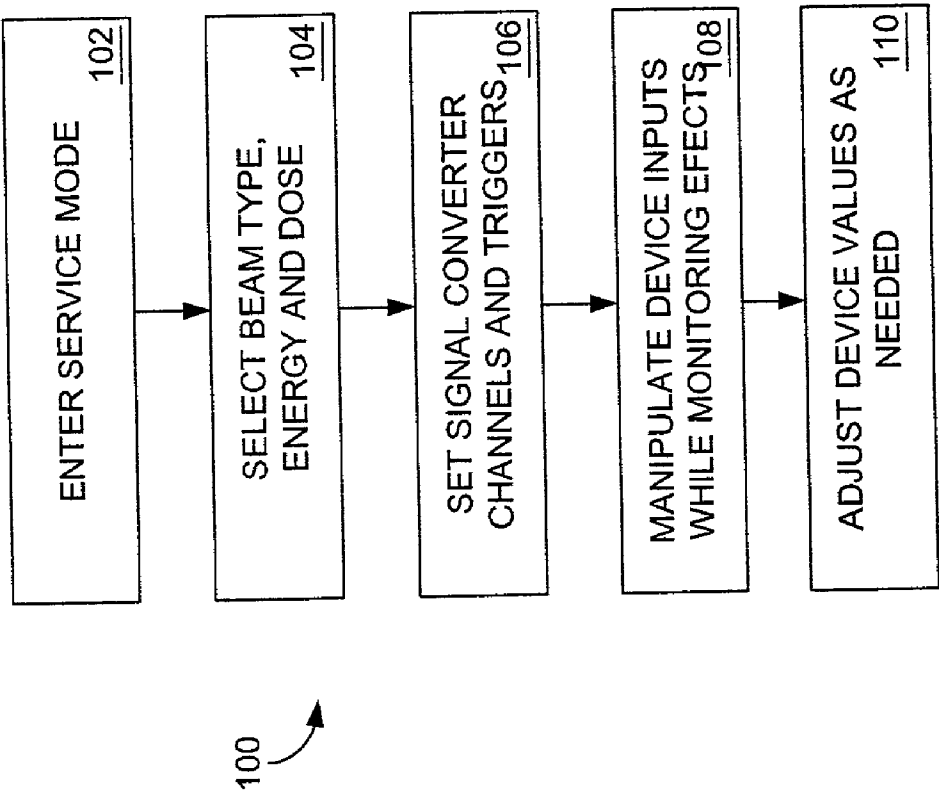 100
ENTER SERVICE MODE
102
SELECT BEAM TYPE,
ENERGY AND DOSE
104
SET SIGNAL CONVERTER
CHANNELS AND TRIGGERS
106
MANIPULATE DEVICE INPUTS
WHILE MONITORING EFFECTS
108
ADJUST DEVICE VALUES AS
NEEDED
110